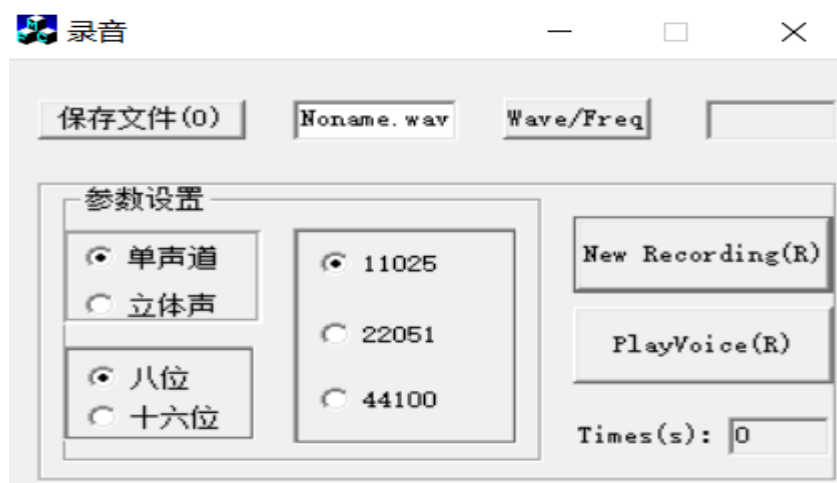 录音
保存文件(O) Noname.wav Wave/Freq
参数设置
单声道
立体声
八位
十六位
11025
22051
44100
New Recording(R)
PlayVoice(R)
Times(s): 0